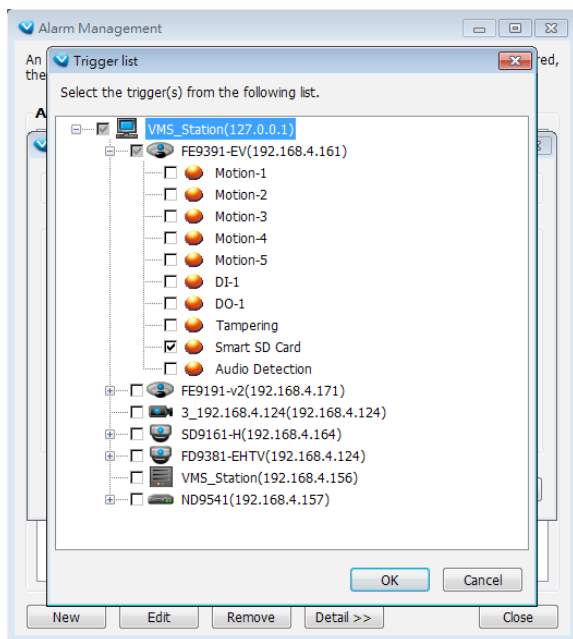 Alarm Management
An
red,
the
Trigger list
Select the trigger(s) from the following list.
A
VMS_Station(127.0.0.1)
FE9391-EV(192.168.4.161)
Motion-1
Motion-2
Motion-3
Motion-4
Motion-5
DI-1
DO-1
Tampering
Smart SD Card
Audio Detection
FE9191-v2(192.168.4.171)
3_192.168.4.124(192.168.4.124)
SD9161-H(192.168.4.164)
FD9381-EHTV(192.168.4.124)
VMS_Station(192.168.4.156)
ND9541(192.168.4.157)
OK Cancel
New Edit Remove Detail >> Close